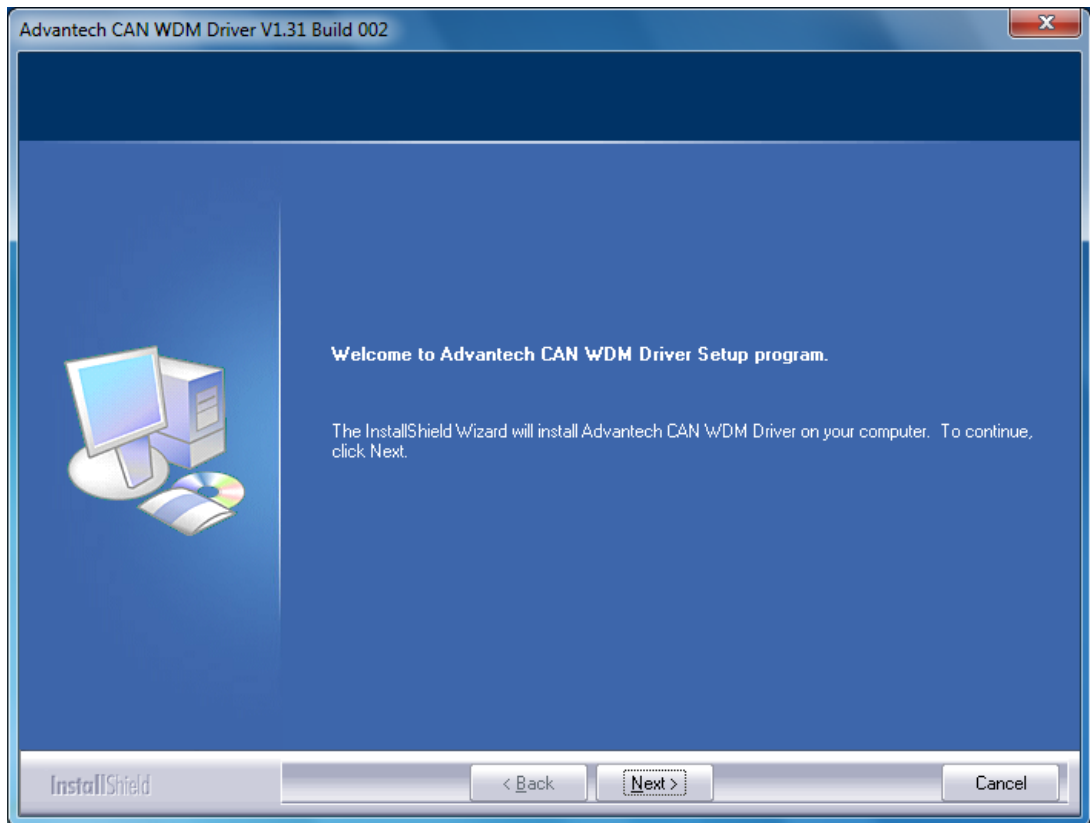 Advantech CAN WDM Driver V1.31 Build 002
Welcome to Advantech CAN WDM Driver Setup program.
The InstallShield Wizard will install Advantech CAN WDM Driver on your computer. To continue,
click Next.
InstallShield
< Back
Next >
Cancel